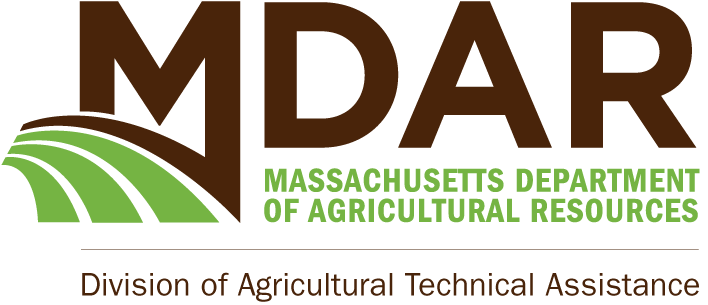 MDAR
MASSACHUSETTS DEPARTMENT
OF AGRICULTURAL RESOURCES
Division of Agricultural Technical Assistance